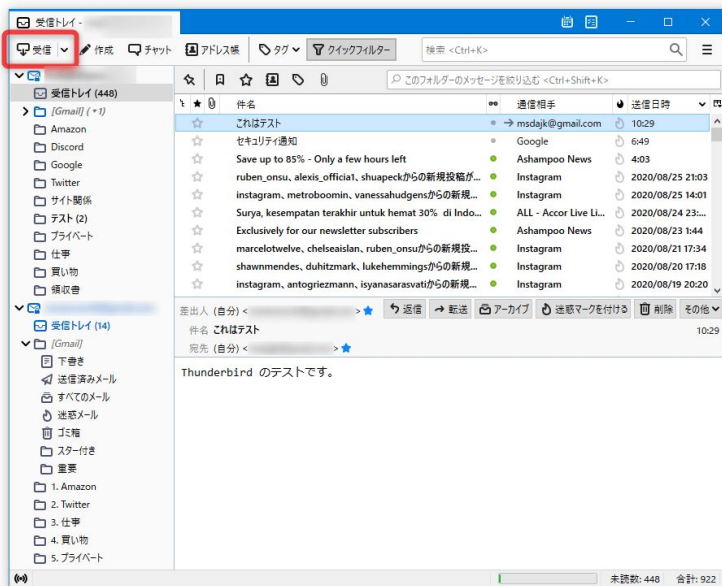 受信トレイ -
受信 作成 チャット アドレス帳 タグ クイックフィルター 検索 <Ctrl+K>
受信トレイ (448)
[Gmail] (▾1)
Amazon
Discord
Google
Twitter
サイト関係
テスト (2)
プライベート
仕事
買い物
領収書
受信トレイ (14)
[Gmail]
下書き
送信済みメール
すべてのメール
迷惑メール
ゴミ箱
スター付き
重要
1. Amazon
2. Twitter
3. 仕事
4. 買い物
5. プライベート
このフォルダーのメッセージを絞り込む <Ctrl+Shift+K>
件名 通信相手 送信日時
これはテスト msdajk@gmail.com 10:29
セキュリティ通知 Google 6:49
Save up to 85% - Only a few hours left Ashampoo News 4:03
ruben_onsu、alexis_officia1、shuapeckからの新規投稿が... Instagram 2020/08/25 21:03
instagram、metroboomin、vanessahudgensからの新規... Instagram 2020/08/25 14:01
Surya, kesempatan terakhir untuk hemat 30% di Indo... ALL - Accor Live Li... 2020/08/24 23:...
Exclusively for our newsletter subscribers Ashampoo News 2020/08/23 1:44
marcelotwelve、chelseaislan、ruben_onsuからの新規投... Instagram 2020/08/21 17:34
shawnmendes、duhitzmark、lukehemmingsからの新規... Instagram 2020/08/20 17:18
instagram、antogriezmann、isyanasarasvatiからの新規... Instagram 2020/08/19 20:20
差出人 (自分) < > 返信 転送 アーカイブ 迷惑マークを付ける 削除 その他
件名 これはテスト 10:29
宛先 (自分) < >
Thunderbird のテストです。
未読数: 448 合計: 922